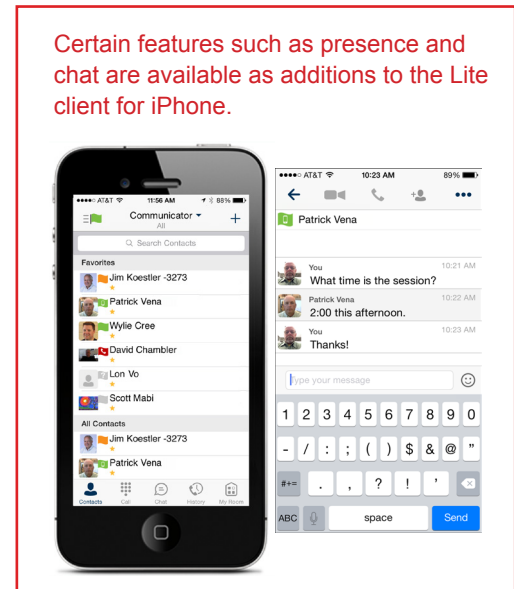 Certain features such as presence and
chat are available as additions to the Lite
client for iPhone.
AT&T 11:56 AM 88%
Communicator
All
Search Contacts
Favorites
Jim Koestler -3273
Patrick Vena
Wylie Cree
David Chambler
Lon Vo
Scott Mabi
All Contacts
Jim Koestler -3273
Patrick Vena
Contacts Call Chat History My Room
AT&T 10:23 AM 89%
Patrick Vena
You 10:21 AM
What time is the session?
Patrick Vena 10:22 AM
2:00 this afternoon.
You 10:23 AM
Thanks!
Type your message
1 2 3 4 5 6 7 8 9 0
- / : ; ( ) $ & @ "
#+= . , ? ! ’
ABC space Send